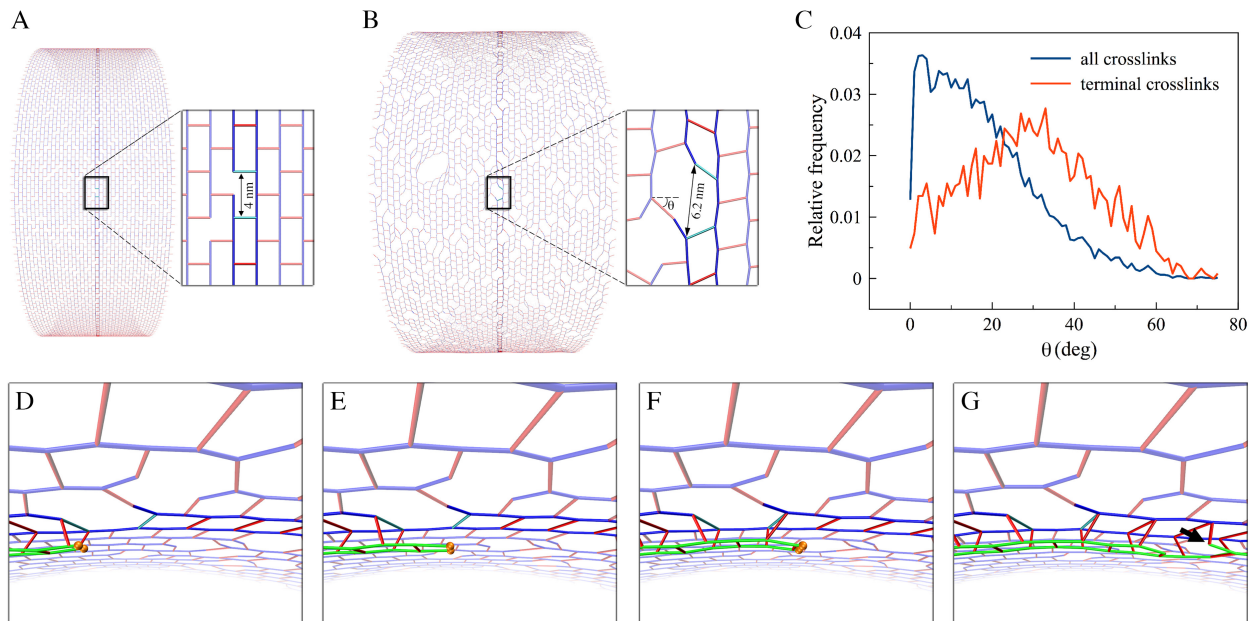 A
B
C
4 nm
6.2 nm
θ
0.04
0.03
0.02
0.01
0
Relative frequency
all crosslinks
terminal crosslinks
0
20
40
60
80
θ (deg)
D
E
F
G